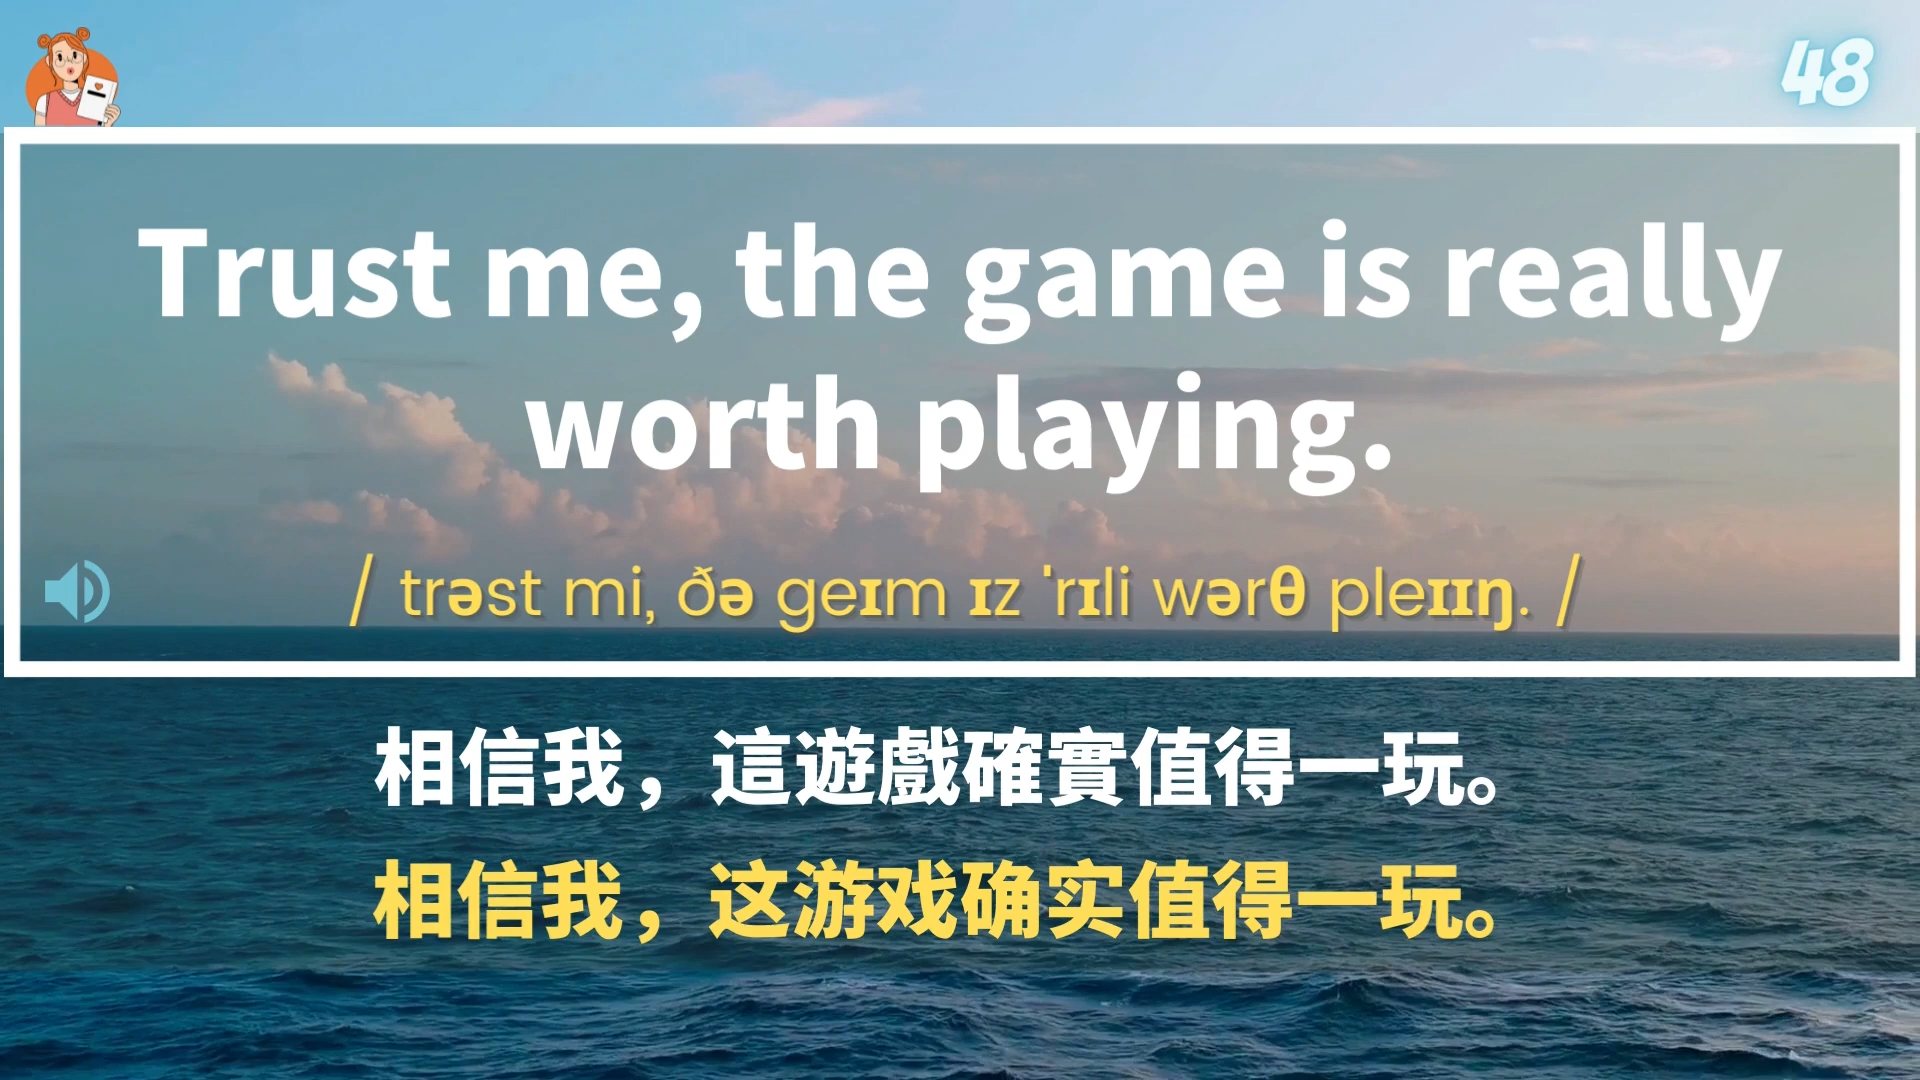 48
Trust me, the game is really
worth playing.
/ trəst mi, ðə geɪm ɪz ˈrɪli wərθ pleɪɪŋ. /
相信我，這遊戲確實值得一玩。
相信我，这游戏确实值得一玩。